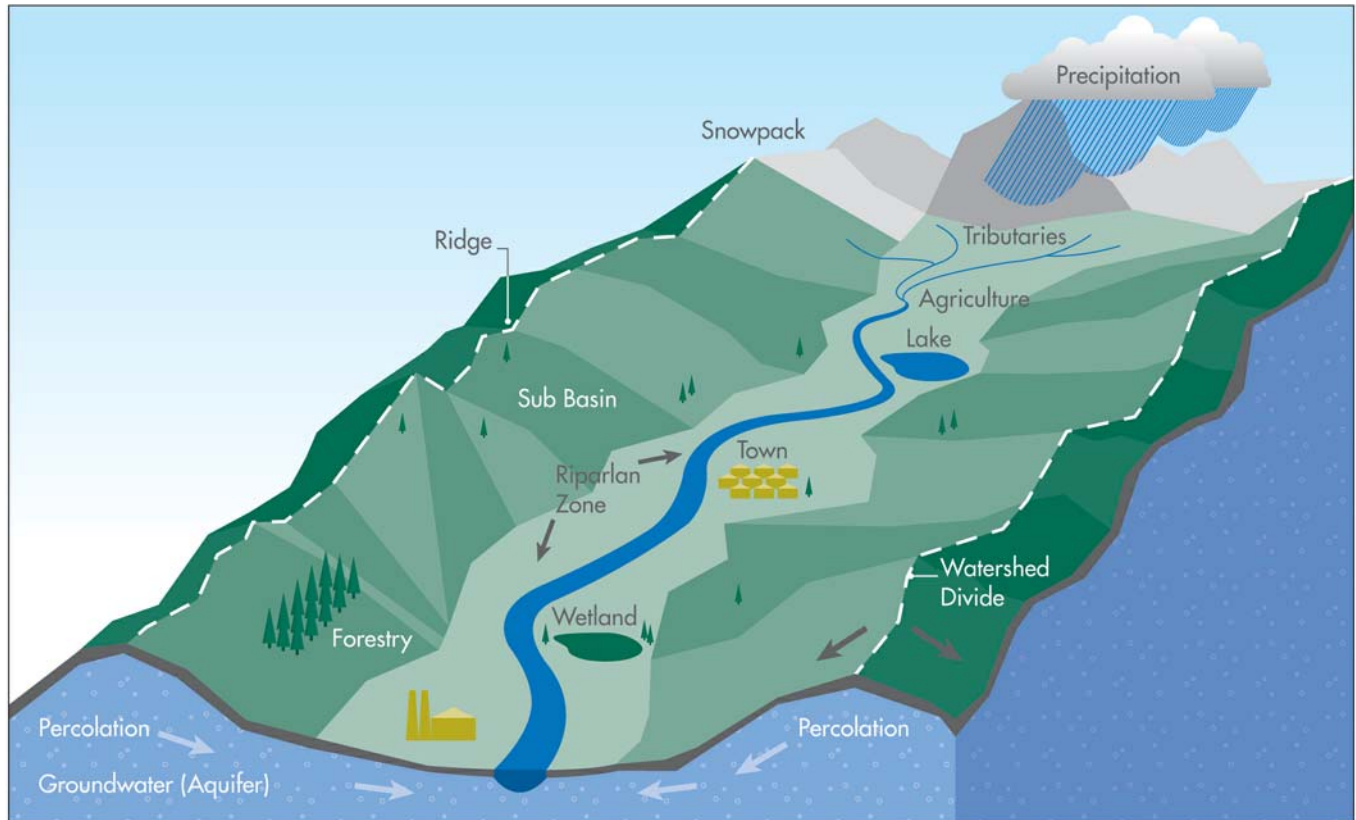 Precipitation
Snowpack
Tributaries
Ridge
Agriculture
Lake
Sub Basin
Town
Riparlan
Zone
Watershed
Divide
Wetland
Forestry
Percolation
Percolation
Groundwater (Aquifer)